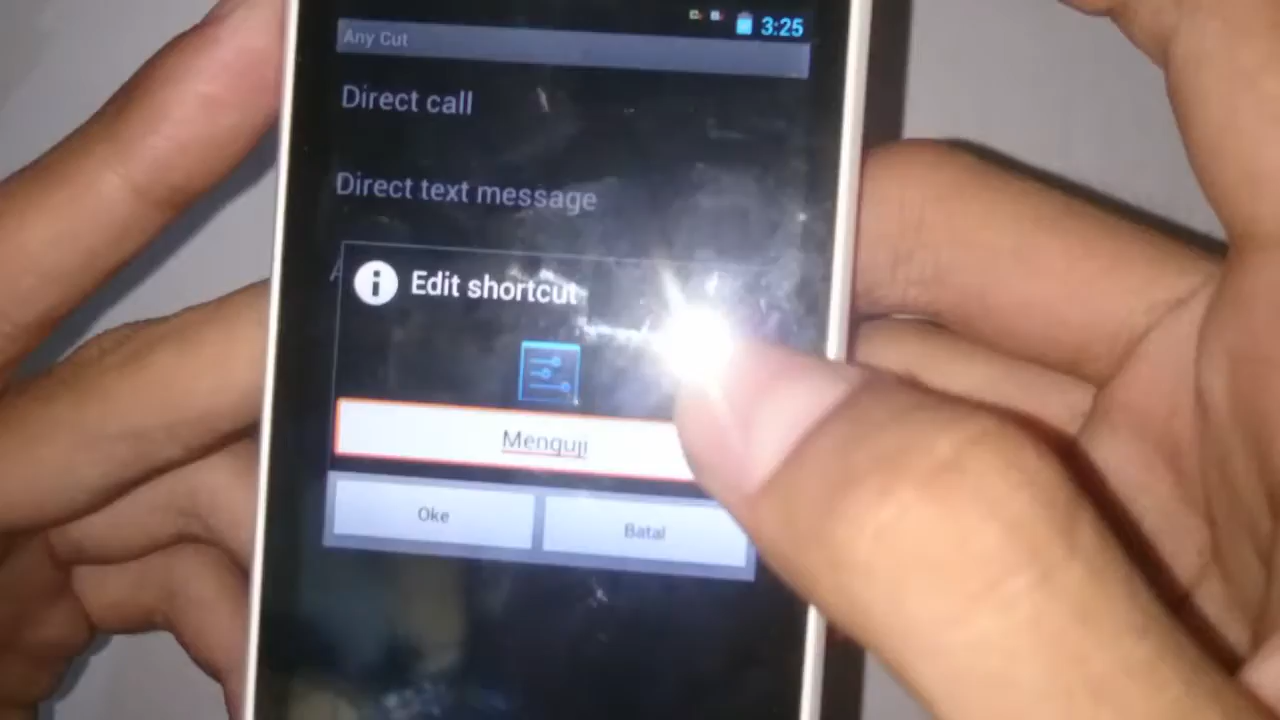 3:25
Any Cut
Direct call
Direct text message
A
Edit shortcut
Menguji
Oke
Batal